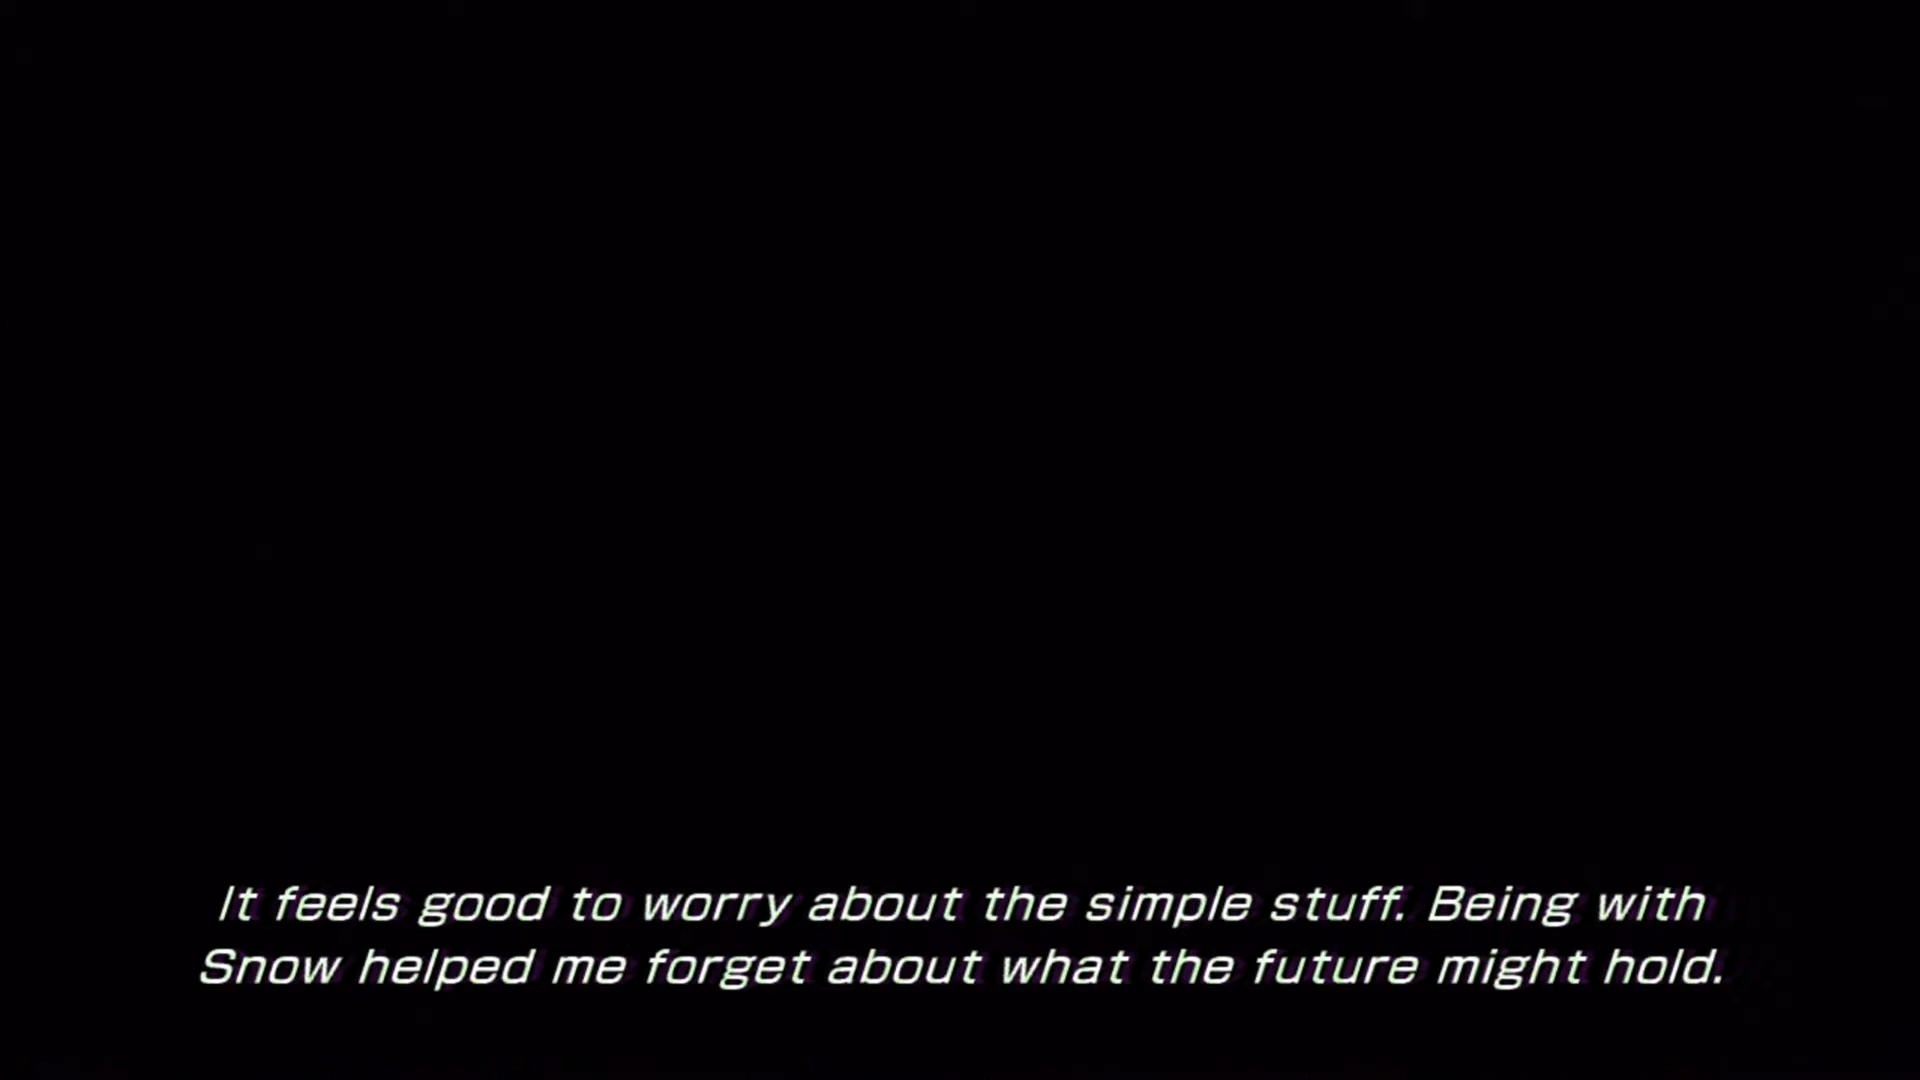 It feels good to worry about the simple stuff. Being with
Snow helped me forget about what the future might hold.